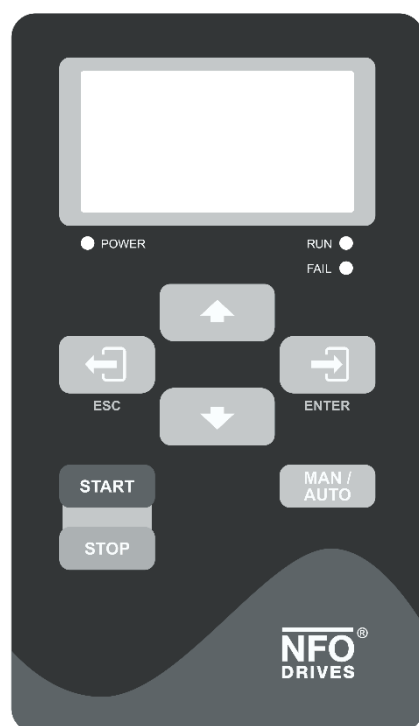 POWER
RUN
FAIL
ESC
ENTER
START
MAN /
AUTO
STOP
NFO®
DRIVES